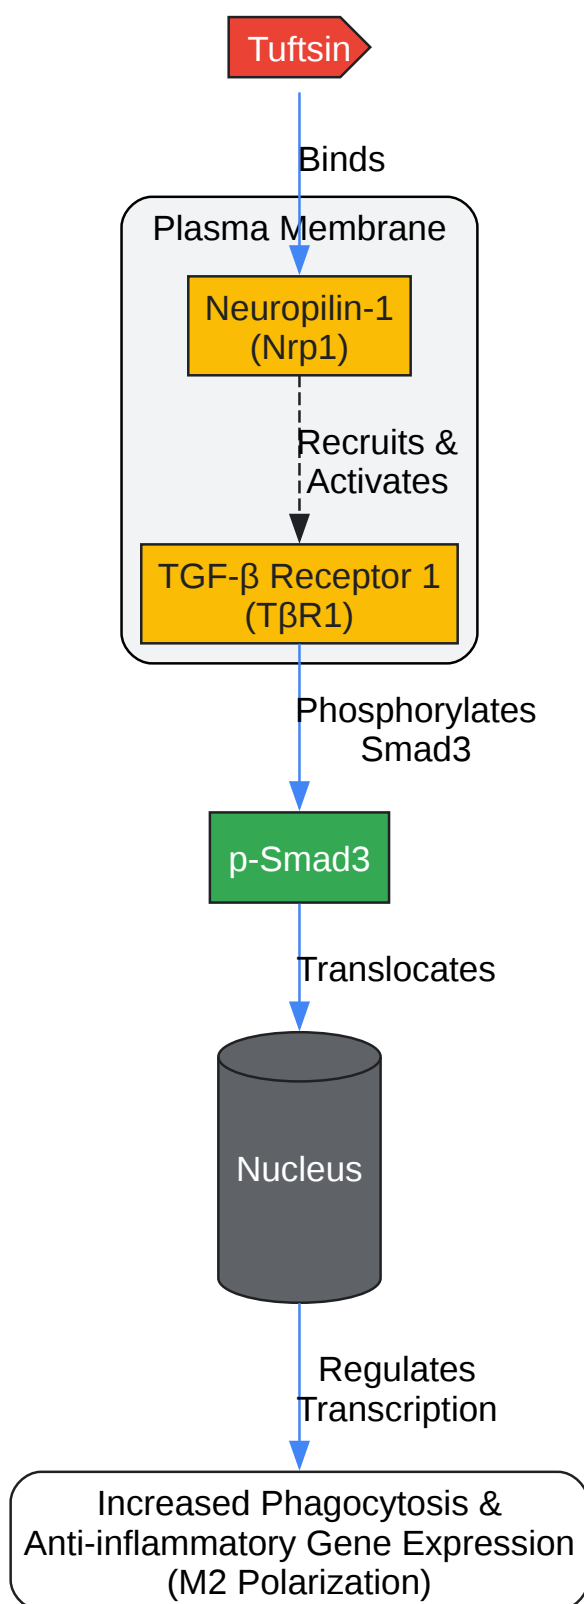 Tuftsin
Binds
Plasma Membrane
Neuropilin-1
(Nrp1)
Recruits &
Activates
TGF-β Receptor 1
(TβR1)
Phosphorylates
Smad3
p-Smad3
Translocates
Nucleus
Regulates
Transcription
Increased Phagocytosis &
Anti-inflammatory Gene Expression
(M2 Polarization)